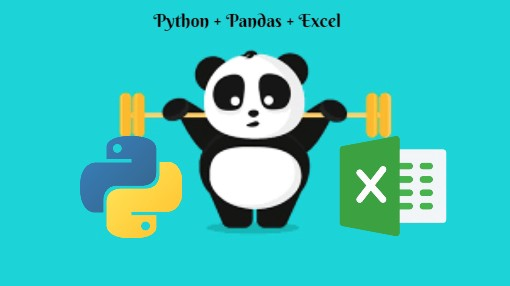 Python + Pandas + Excel
X